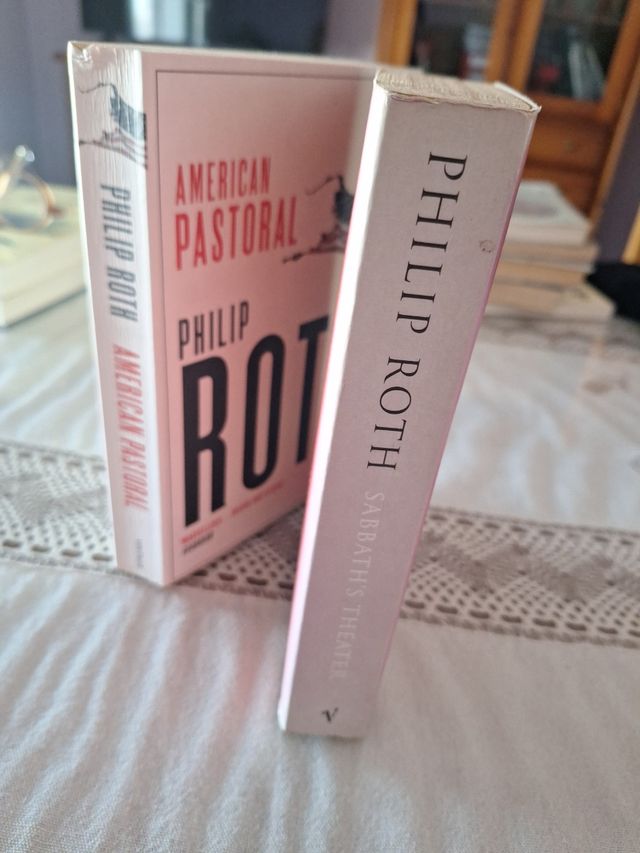 PHILIP ROTH AMERICAN PASTORAL
AMERICAN
PASTORAL
PHILIP
ROT
PHILIP ROTH SABBATH'S THEATER
V